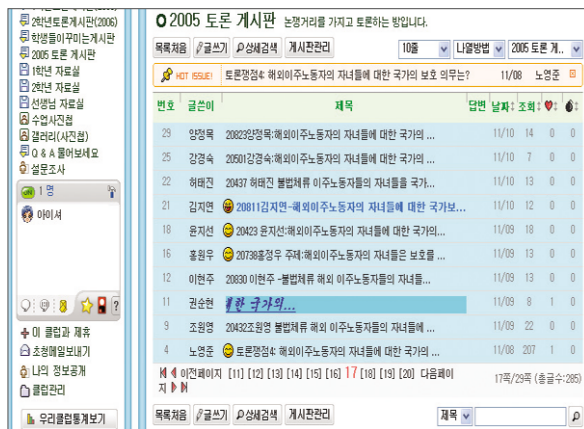 2학년토론게시판(2006)
학생들이꾸미는게시판
2005 토론 게시판
1학년 자료실
2학년 자료실
선생님 자료실
수업사진첩
갤러리(사진첩)
Q & A 물어보세요
설문조사
on 1 명
아이셔
이 클럽과 제휴
초청메일보내기
나의 정보공개
클럽관리
우리클럽통계보기
2005 토론 게시판 논쟁거리를 가지고 토론하는 방입니다.
목록처음 글쓰기 상세검색 게시판관리 10줄 나열방법 2005 토론 게..
HOT ISSUE! 토론쟁점4: 해외이주노동자의 자녀들에 대한 국가의 보호 의무는? 11/08 노영준
번호 글쓴이 제목 답변 날짜 조회
29 양정목 20823양정목:해외이주노동자의 자녀들에 대한 국가의 ... 11/10 14 0 0
25 강경숙 20501강경숙:해외이주노동자의 자녀들에 대한 국가의 ... 11/10 7 0 0
22 허태진 20437 허태진 불법체류 이주노동자들의 자녀들을 국가... 11/10 13 0 0
21 김지연 20811김지연-해외이주노동자의 자녀들에 대한 국가보... 11/10 12 0 0
18 윤지선 20423 윤지선:해외이주노동자의 자녀들에 대한 국가의... 11/09 18 0 0
16 홍원우 20738홍정우 주제:해외이주노동자의 자녀들은 보호를 ... 11/09 13 0 0
12 이현주 20830 이현주 -불법체류 해외 이주노동자들의 자녀들... 11/09 13 0 0
11 권순현 대한 국가의... 11/09 8 1 0
9 조원영 20432조원영 불법체류 해외 이주노동자의 자녀들에 ... 11/09 22 0 0
4 노영준 토론쟁점4: 해외이주노동자의 자녀들에 대한 국가의 ... 11/08 207 1 0
이전페이지 [11] [12] [13] [14] [15] [16] 17 [18] [19] [20] 다음페이
지
17쪽/29쪽 (총글수:285)
목록처음 글쓰기 상세검색 게시판관리 제목